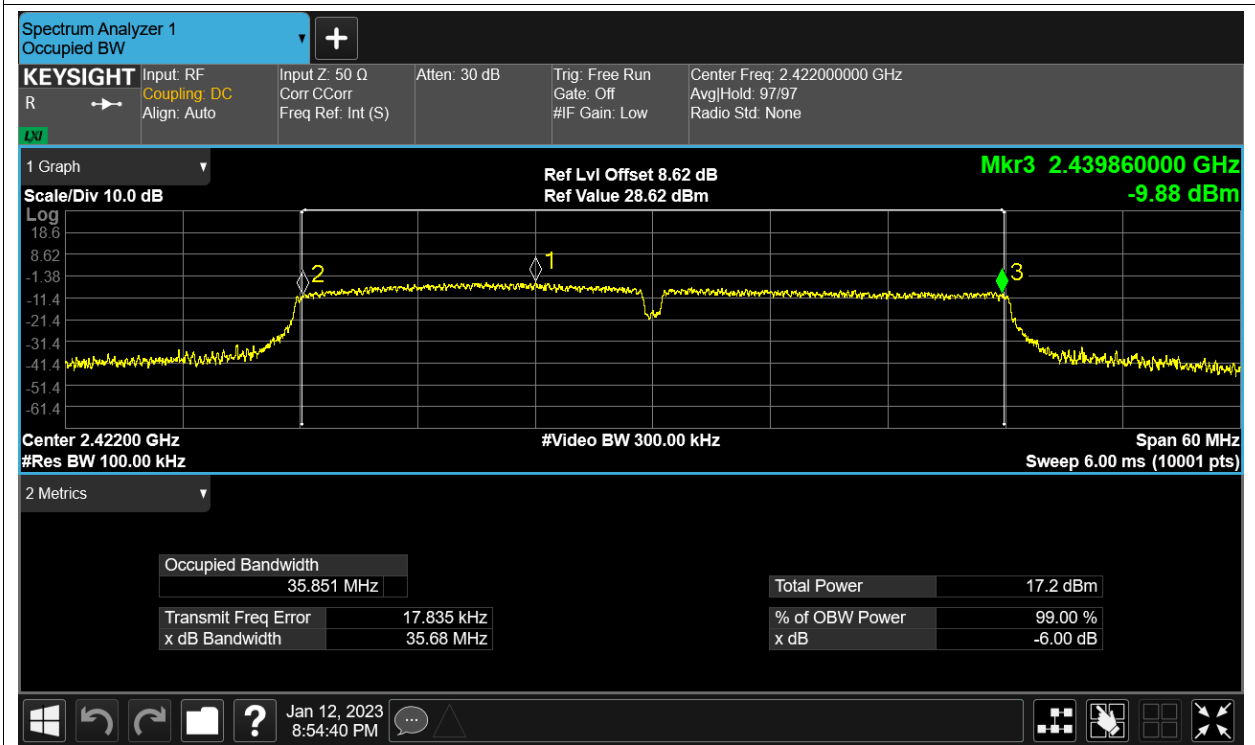 Spectrum Analyzer 1
Occupied BW
KEYSIGHT Input: RF Input Z: 50 Ω Atten: 30 dB Trig: Free Run Center Freq: 2.422000000 GHz
R Coupling: DC Corr CCorr Gate: Off Avg|Hold: 97/97
Align: Auto Freq Ref: Int (S) #IF Gain: Low Radio Std: None
LXI
1 Graph Ref Lvl Offset 8.62 dB Mkr3 2.439860000 GHz
Scale/Div 10.0 dB Ref Value 28.62 dBm -9.88 dBm
Log
18.6
8.62
-1.38
-11.4
-21.4
-31.4
-41.4
-51.4
-61.4
2
1
3
Center 2.42200 GHz #Video BW 300.00 kHz Span 60 MHz
#Res BW 100.00 kHz Sweep 6.00 ms (10001 pts)
2 Metrics
Occupied Bandwidth
35.851 MHz Total Power 17.2 dBm
Transmit Freq Error 17.835 kHz % of OBW Power 99.00 %
x dB Bandwidth 35.68 MHz x dB -6.00 dB
? Jan 12, 2023
8:54:40 PM